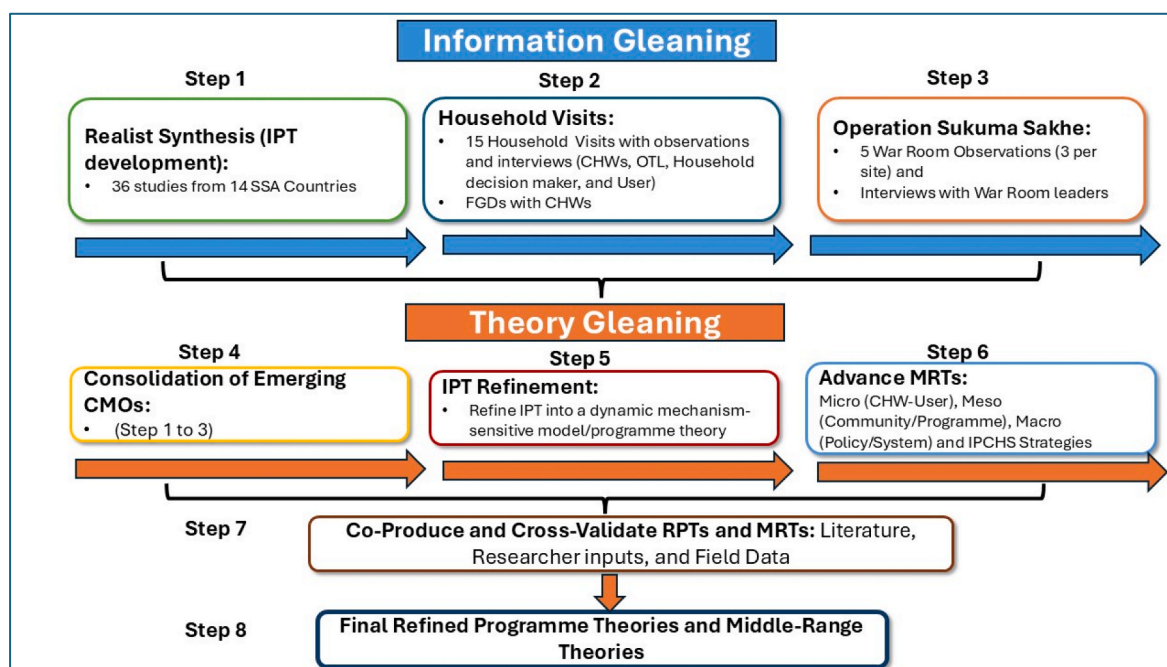 Information Gleaning
Step 1
Step 2
Step 3
Realist Synthesis (IPT
development):
• 36 studies from 14 SSA Countries
Household Visits:
• 15 Household Visits with observations
and interviews (CHWs, OTL, Household
decision maker, and User)
• FGDs with CHWs
Operation Sukuma Sakhe:
• 5 War Room Observations (3 per
site) and
• Interviews with War Room leaders
Theory Gleaning
Step 4
Step 5
Step 6
Consolidation of Emerging
CMOs:
• (Step 1 to 3)
IPT Refinement:
• Refine IPT into a dynamic mechanism-
sensitive model/programme theory
Advance MRTs:
Micro (CHW-User), Meso
(Community/Programme), Macro
(Policy/System) and IPCHS Strategies
Step 7
Co-Produce and Cross-Validate RPTs and MRTs: Literature,
Researcher inputs, and Field Data
Step 8
Final Refined Programme Theories and Middle-Range
Theories